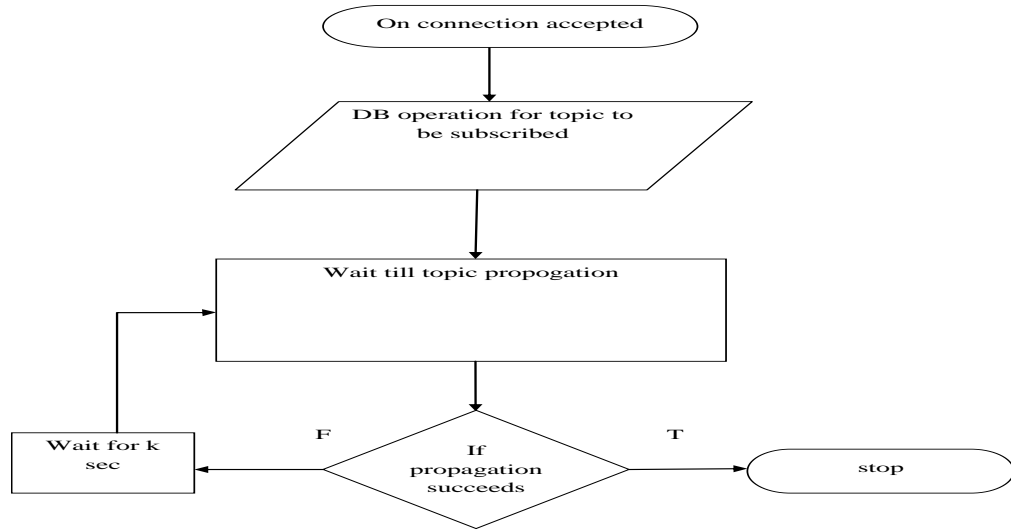 On connection accepted
DB operation for topic to
be subscribed
Wait till topic propogation
F
T
Wait for k
sec
If
propagation
succeeds
stop